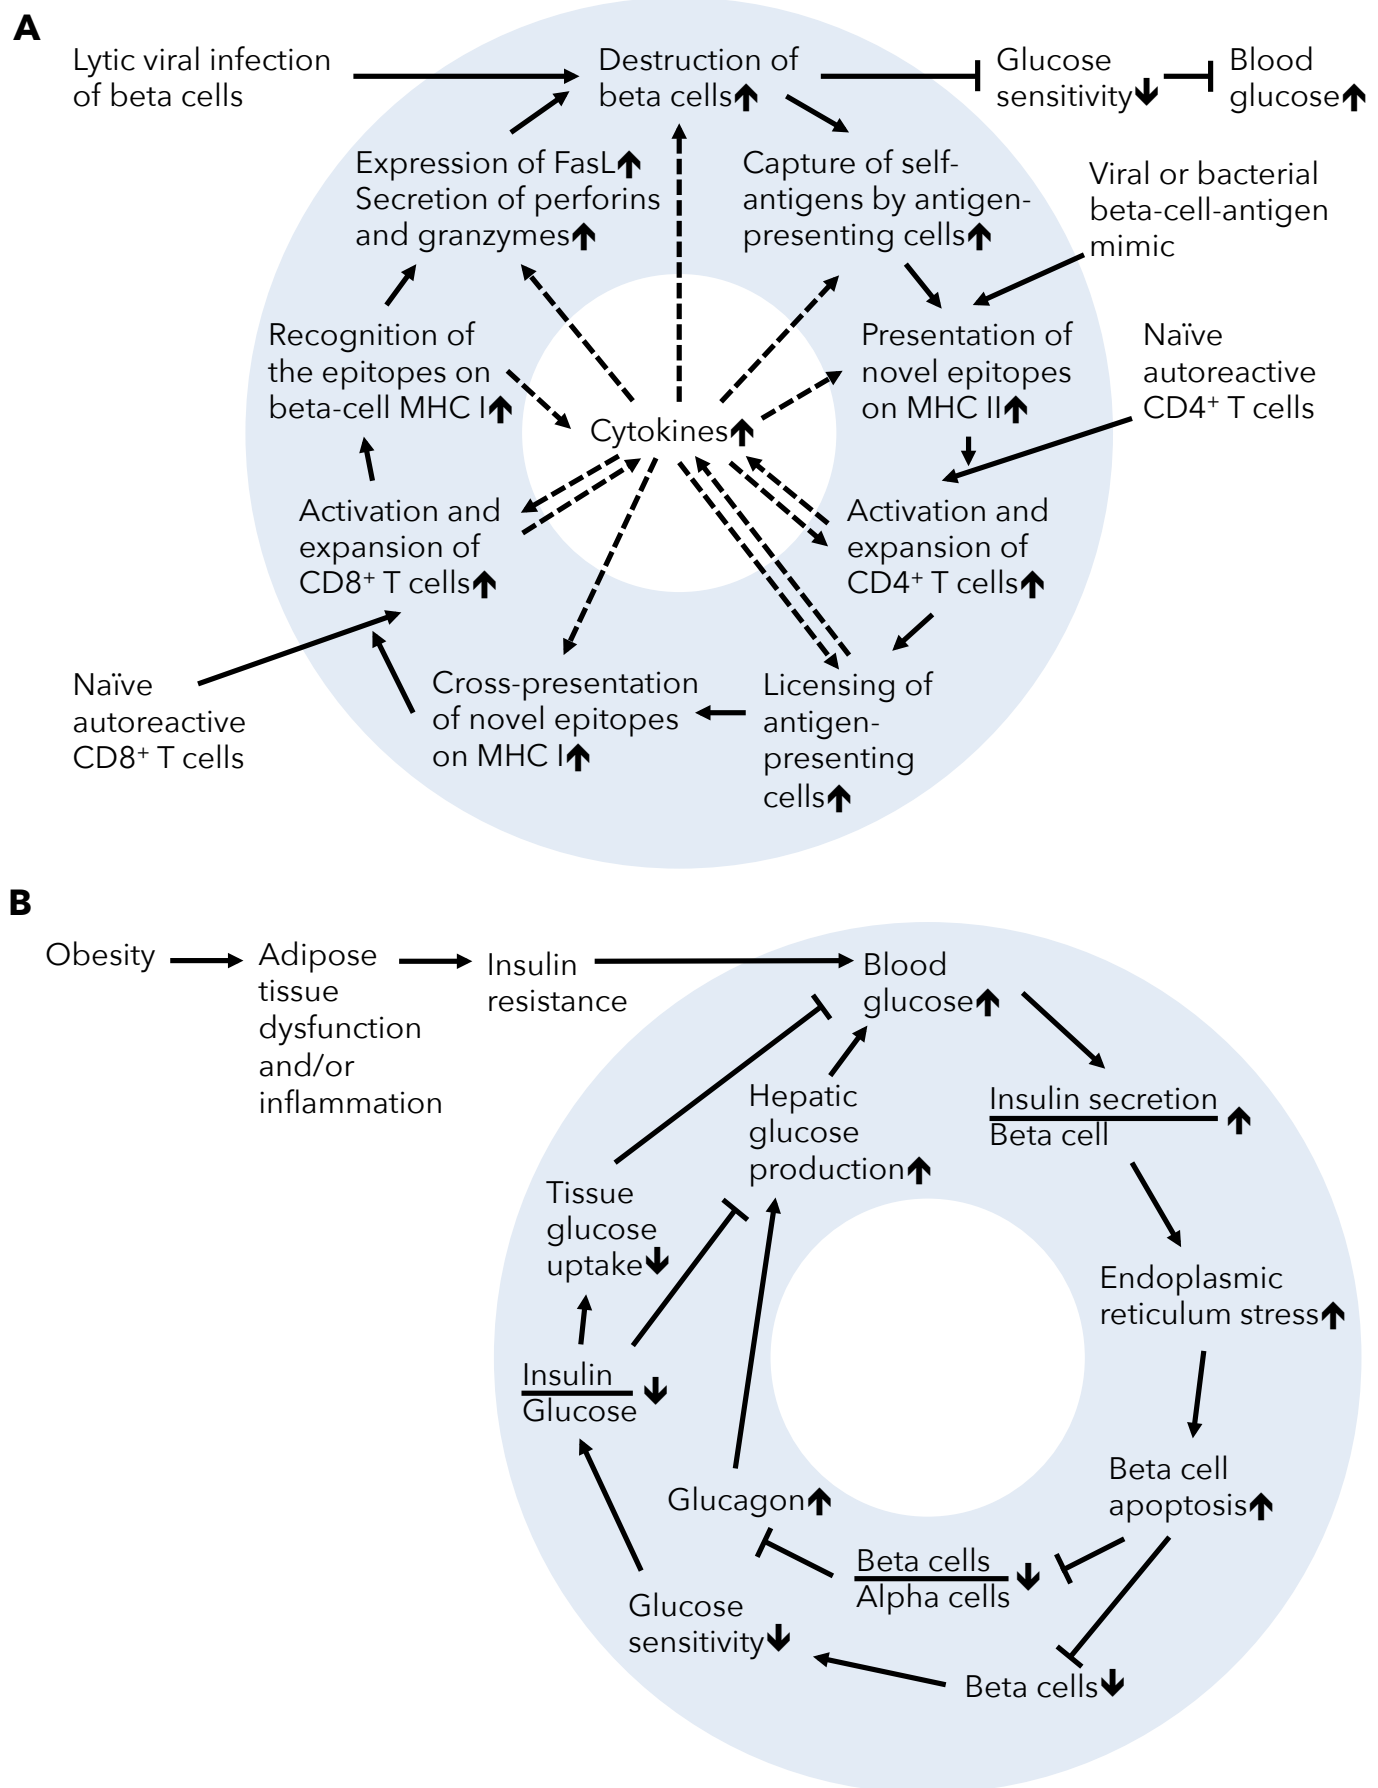 A
Lytic viral infection
of beta cells
Destruction of
beta cells↑
Glucose
sensitivity↓
Blood
glucose↑
Expression of FasL↑
Secretion of perforins
and granzymes↑
Capture of self-
antigens by antigen-
presenting cells↑
Viral or bacterial
beta-cell-antigen
mimic
Recognition of
the epitopes on
beta-cell MHC I↑
Presentation of
novel epitopes
on MHC II↑
Naïve
autoreactive
CD4⁺ T cells
Cytokines↑
Activation and
expansion of
CD8⁺ T cells↑
Activation and
expansion of
CD4⁺ T cells↑
Naïve
autoreactive
CD8⁺ T cells
Cross-presentation
of novel epitopes
on MHC I↑
Licensing of
antigen-
presenting
cells↑
B
Obesity
Adipose
tissue
dysfunction
and/or
inflammation
Insulin
resistance
Blood
glucose↑
Hepatic
glucose
production↑
Insulin secretion
Beta cell
↑
Tissue
glucose
uptake↓
Endoplasmic
reticulum stress↑
Insulin
Glucose
↓
Glucagon↑
Beta cell
apoptosis↑
Beta cells
Alpha cells
↓
Glucose
sensitivity↓
Beta cells↓